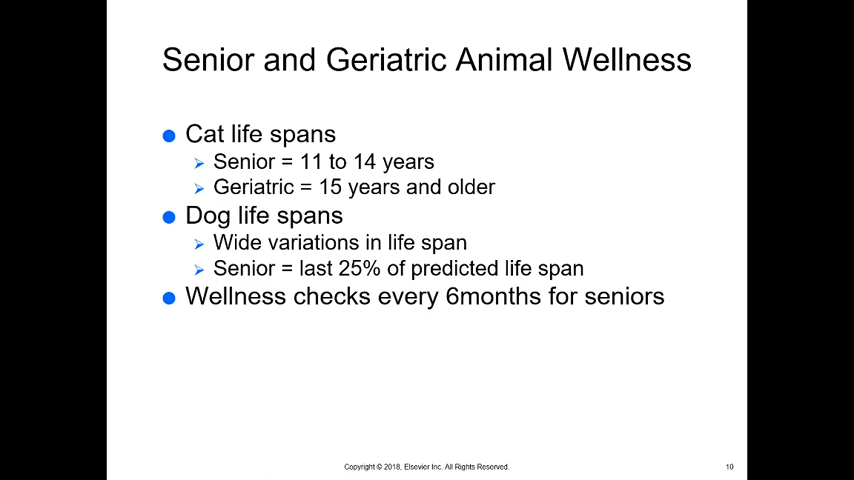 Senior and Geriatric Animal Wellness
Cat life spans
Senior = 11 to 14 years
Geriatric = 15 years and older
Dog life spans
Wide variations in life span
Senior = last 25% of predicted life span
Wellness checks every 6months for seniors
Copyright © 2018, Elsevier Inc. All Rights Reserved.
10